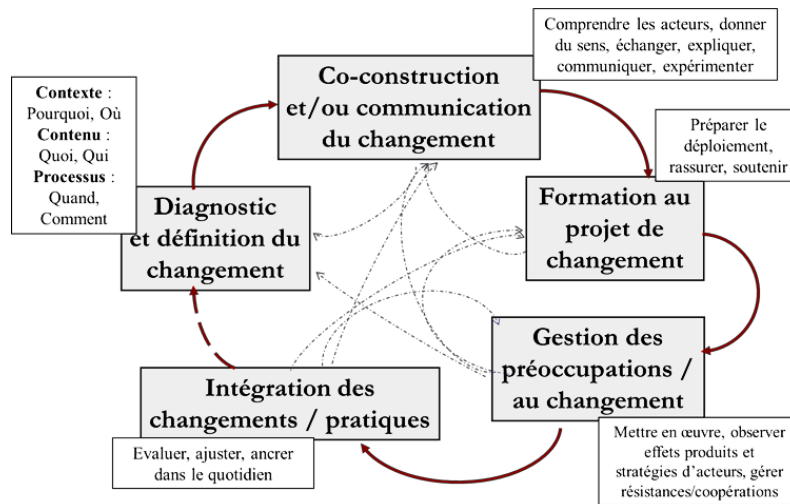 Contexte :
Pourquoi, Où
Contenu :
Quoi, Qui
Processus :
Quand,
Comment
Diagnostic
et définition du
changement
Co-construction
et/ou communication
du changement
Comprendre les acteurs, donner
du sens, échanger, expliquer,
communiquer, expérimenter
Formation au
projet de
changement
Préparer le
déploiement,
rassurer, soutenir
Gestion des
préoccupations /
au changement
Mettre en œuvre, observer
effets produits et
stratégies d’acteurs, gérer
résistances/coopérations
Intégration des
changements / pratiques
Evaluer, ajuster, ancrer
dans le quotidien